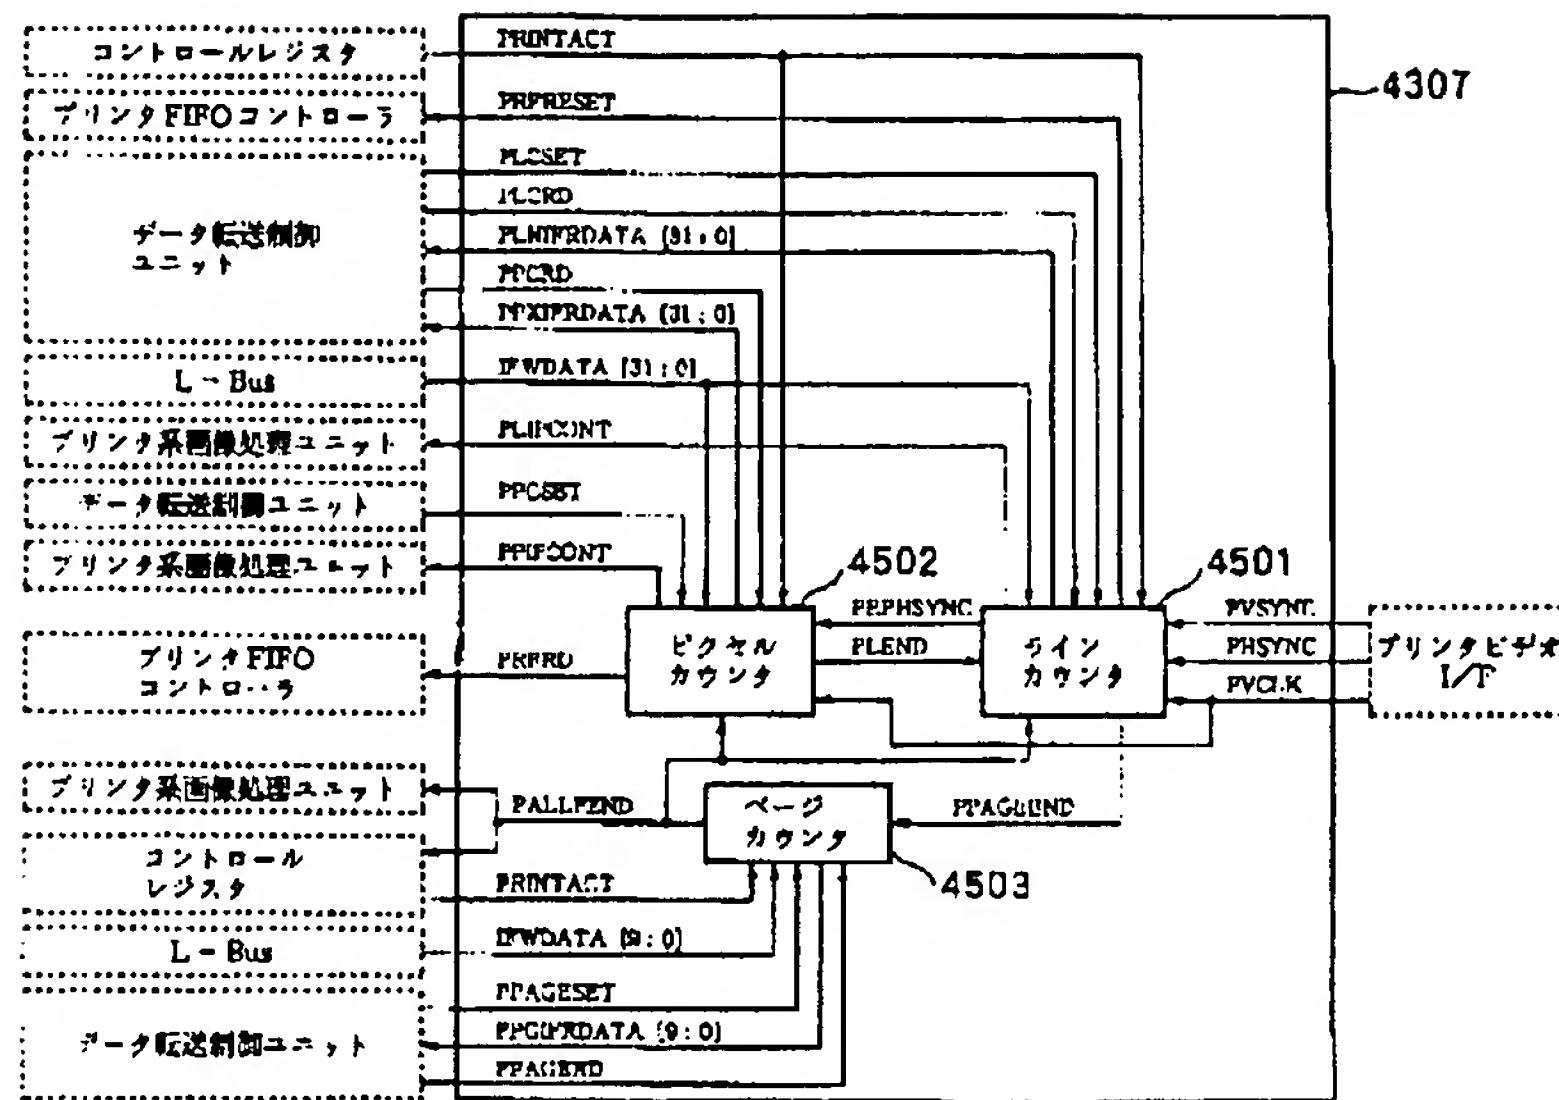 コントロールレジスタ
PRINTACT
4307
プリンタFIFOコントローラ
PRFRESET
データ転送制御
ユニット
PLCSET
PLCRD
PLNIFRDATA [31:0]
PPCRD
PPXIFRDATA [31:0]
L-Bus
IFWDATA [31:0]
プリンタ系画像処理ユニット
PLIPCONT
データ転送制御ユニット
PPCSET
プリンタ系画像処理ユニット
PPIPCONT
4502
4501
プリンタFIFO
コントローラ
PRFRD
ピクセル
カウンタ
PRPHSYNC
PLEND
ライン
カウンタ
PVSYNC
PHSYNC
PVCLK
プリンタビデオ
I/F
プリンタ系画像処理ユニット
PALLPEND
ページ
カウンタ
PPAGEEND
4503
コントロール
レジスタ
PRINTACT
L-Bus
IFWDATA [9:0]
データ転送制御ユニット
PPAGESET
PPGIFRDATA [9:0]
PPAGERD